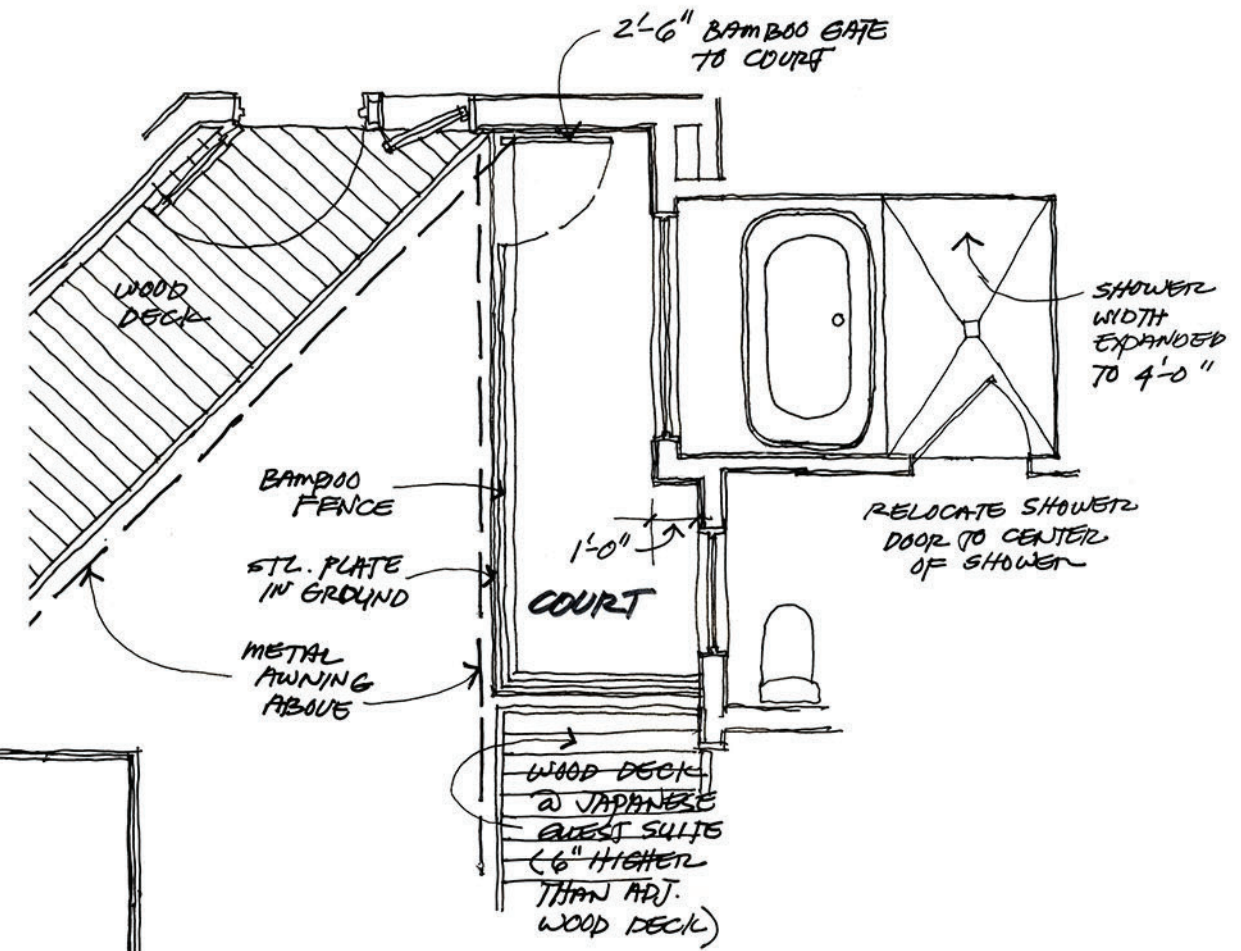 2'-6" BAMBOO GATE
TO COURT
WOOD
DECK
SHOWER
WIDTH
EXPANDED
TO 4'-0"
BAMBOO
FENCE
RELOCATE SHOWER
DOOR TO CENTER
OF SHOWER
1'-0"
STL. PLATE
IN GROUND
COURT
METAL
AWNING
ABOVE
WOOD DECK
@ JAPANESE
GUEST SUITE
(6" HIGHER
THAN ADJ.
WOOD DECK)